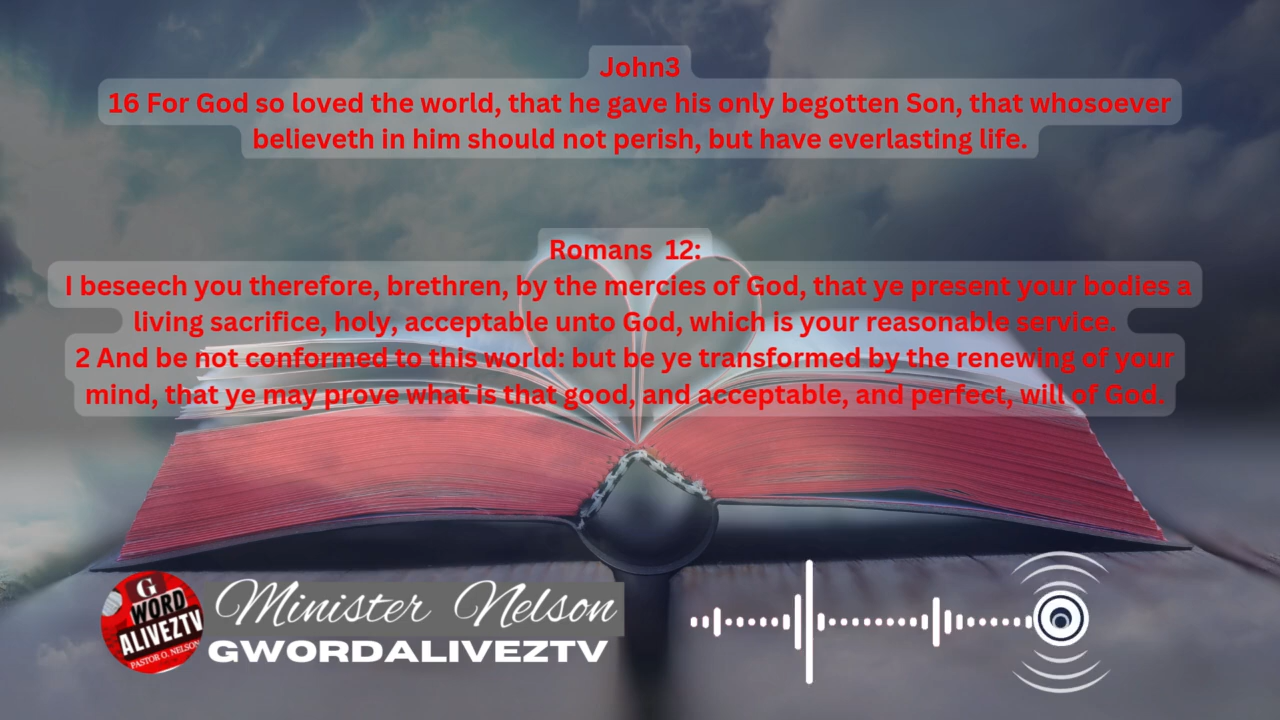 John3
16 For God so loved the world, that he gave his only begotten Son, that whosoever
believeth in him should not perish, but have everlasting life.
Romans 12:
I beseech you therefore, brethren, by the mercies of God, that ye present your bodies a
living sacrifice, holy, acceptable unto God, which is your reasonable service.
2 And be not conformed to this world: but be ye transformed by the renewing of your
mind, that ye may prove what is that good, and acceptable, and perfect, will of God.
G
WORD
ALIVEZTV
PASTOR O. NELSON
Minister Nelson
GWORDALIVEZTV